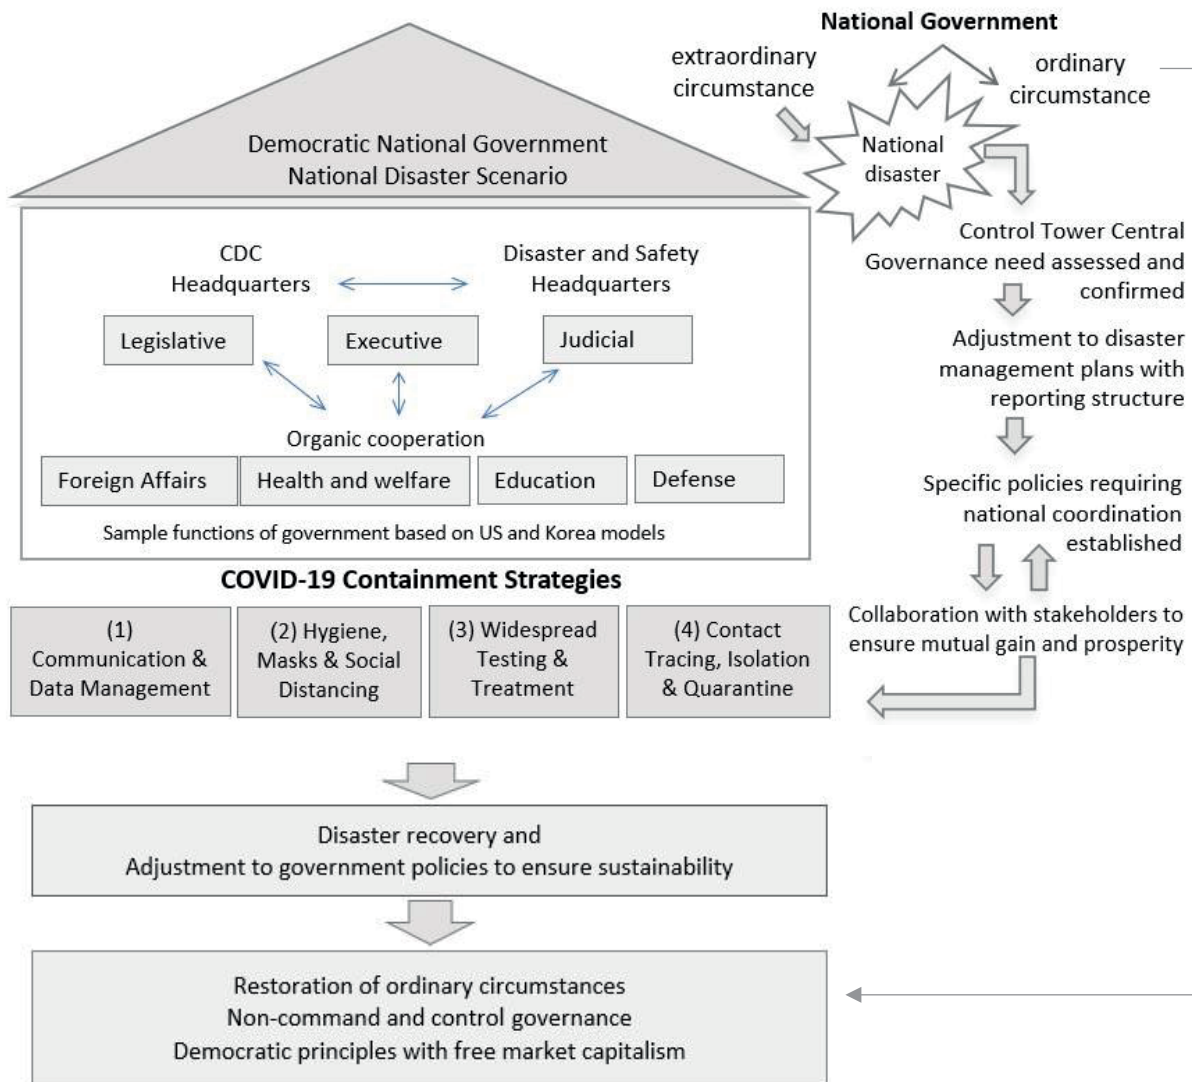 National Government
extraordinary
circumstance
ordinary
circumstance
National
disaster
Democratic National Government
National Disaster Scenario
CDC
Headquarters
Disaster and Safety
Headquarters
Legislative
Executive
Judicial
Organic cooperation
Foreign Affairs
Health and welfare
Education
Defense
Sample functions of government based on US and Korea models
Control Tower Central
Governance need assessed and
confirmed
Adjustment to disaster
management plans with
reporting structure
Specific policies requiring
national coordination
established
Collaboration with stakeholders to
ensure mutual gain and prosperity
COVID-19 Containment Strategies
(1)
Communication &
Data Management
(2) Hygiene,
Masks & Social
Distancing
(3) Widespread
Testing &
Treatment
(4) Contact
Tracing, Isolation
& Quarantine
Disaster recovery and
Adjustment to government policies to ensure sustainability
Restoration of ordinary circumstances
Non-command and control governance
Democratic principles with free market capitalism